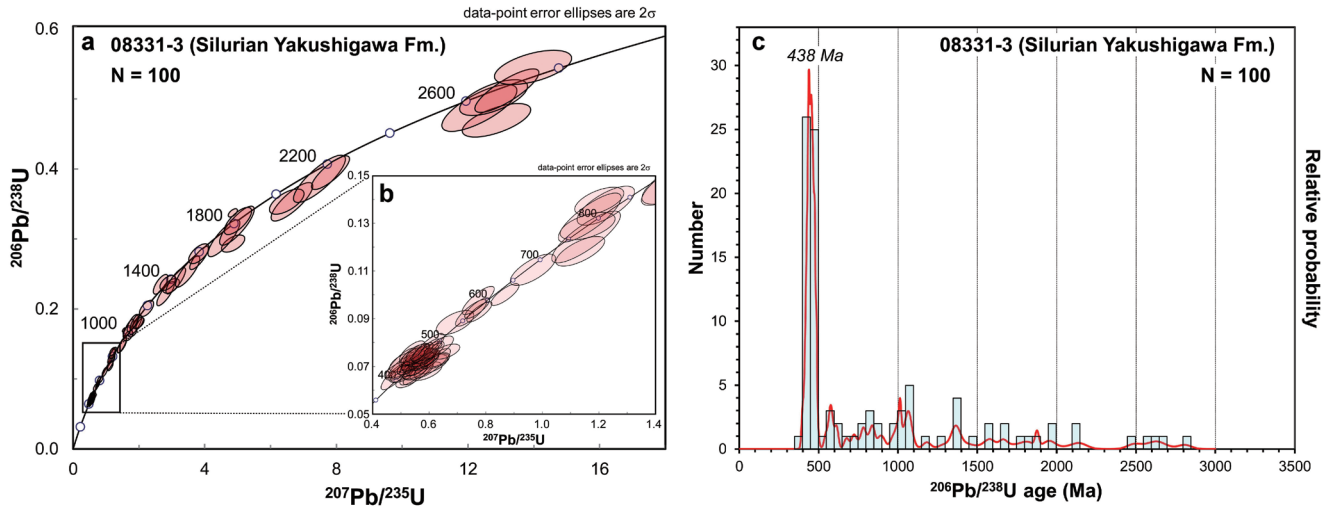 data-point error ellipses are 2σ
a
08331-3 (Silurian Yakushigawa Fm.)
N = 100
0.6
0.4
0.2
0.0
²⁰⁶Pb/²³⁸U
1000
1400
1800
2200
2600
0
4
8
12
16
²⁰⁷Pb/²³⁵U
data-point error ellipses are 2σ
b
0.15
0.13
0.11
0.09
0.07
0.05
²⁰⁶Pb/²³⁸U
400
500
600
700
800
0.4
0.6
0.8
1.0
1.2
1.4
²⁰⁷Pb/²³⁵U
c
438 Ma
08331-3 (Silurian Yakushigawa Fm.)
N = 100
30
25
20
15
10
5
0
Number
Relative probability
0
500
1000
1500
2000
2500
3000
3500
²⁰⁶Pb/²³⁸U age (Ma)